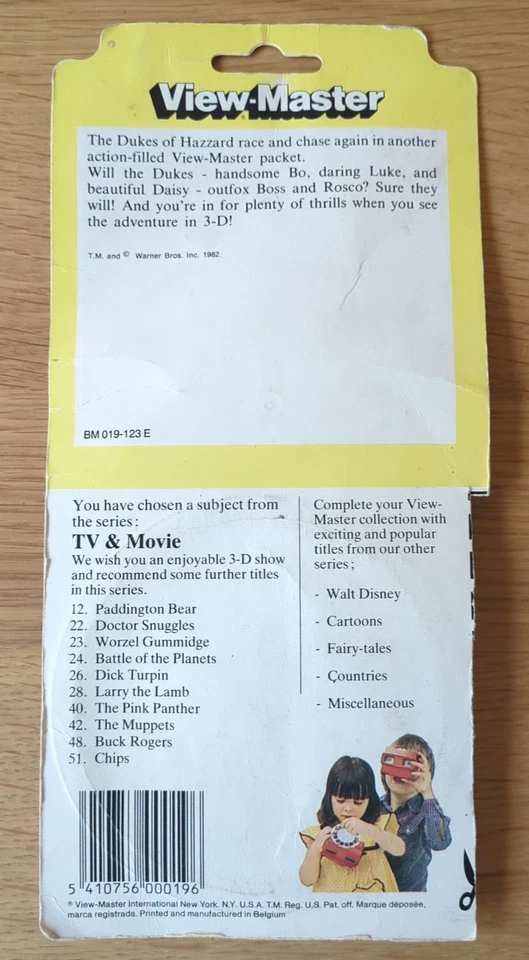 View-Master
The Dukes of Hazzard race and chase again in another
action-filled View-Master packet.
Will the Dukes - handsome Bo, daring Luke, and
beautiful Daisy - outfox Boss and Rosco? Sure they
will! And you're in for plenty of thrills when you see
the adventure in 3-D!
T.M. and © Warner Bros. Inc. 1982.
BM 019-123 E
You have chosen a subject from
the series :
TV & Movie
We wish you an enjoyable 3-D show
and recommend some further titles
in this series.
12. Paddington Bear
22. Doctor Snuggles
23. Worzel Gummidge
24. Battle of the Planets
26. Dick Turpin
28. Larry the Lamb
40. The Pink Panther
42. The Muppets
48. Buck Rogers
51. Chips
Complete your View-
Master collection with
exciting and popular
titles from our other
series ;
- Walt Disney
- Cartoons
- Fairy-tales
- Countries
- Miscellaneous
5 410756 000196
® View-Master International New York. N.Y. U.S.A. T.M. Reg. U.S. Pat. off. Marque déposée,
marca registrada. Printed and manufactured in Belgium